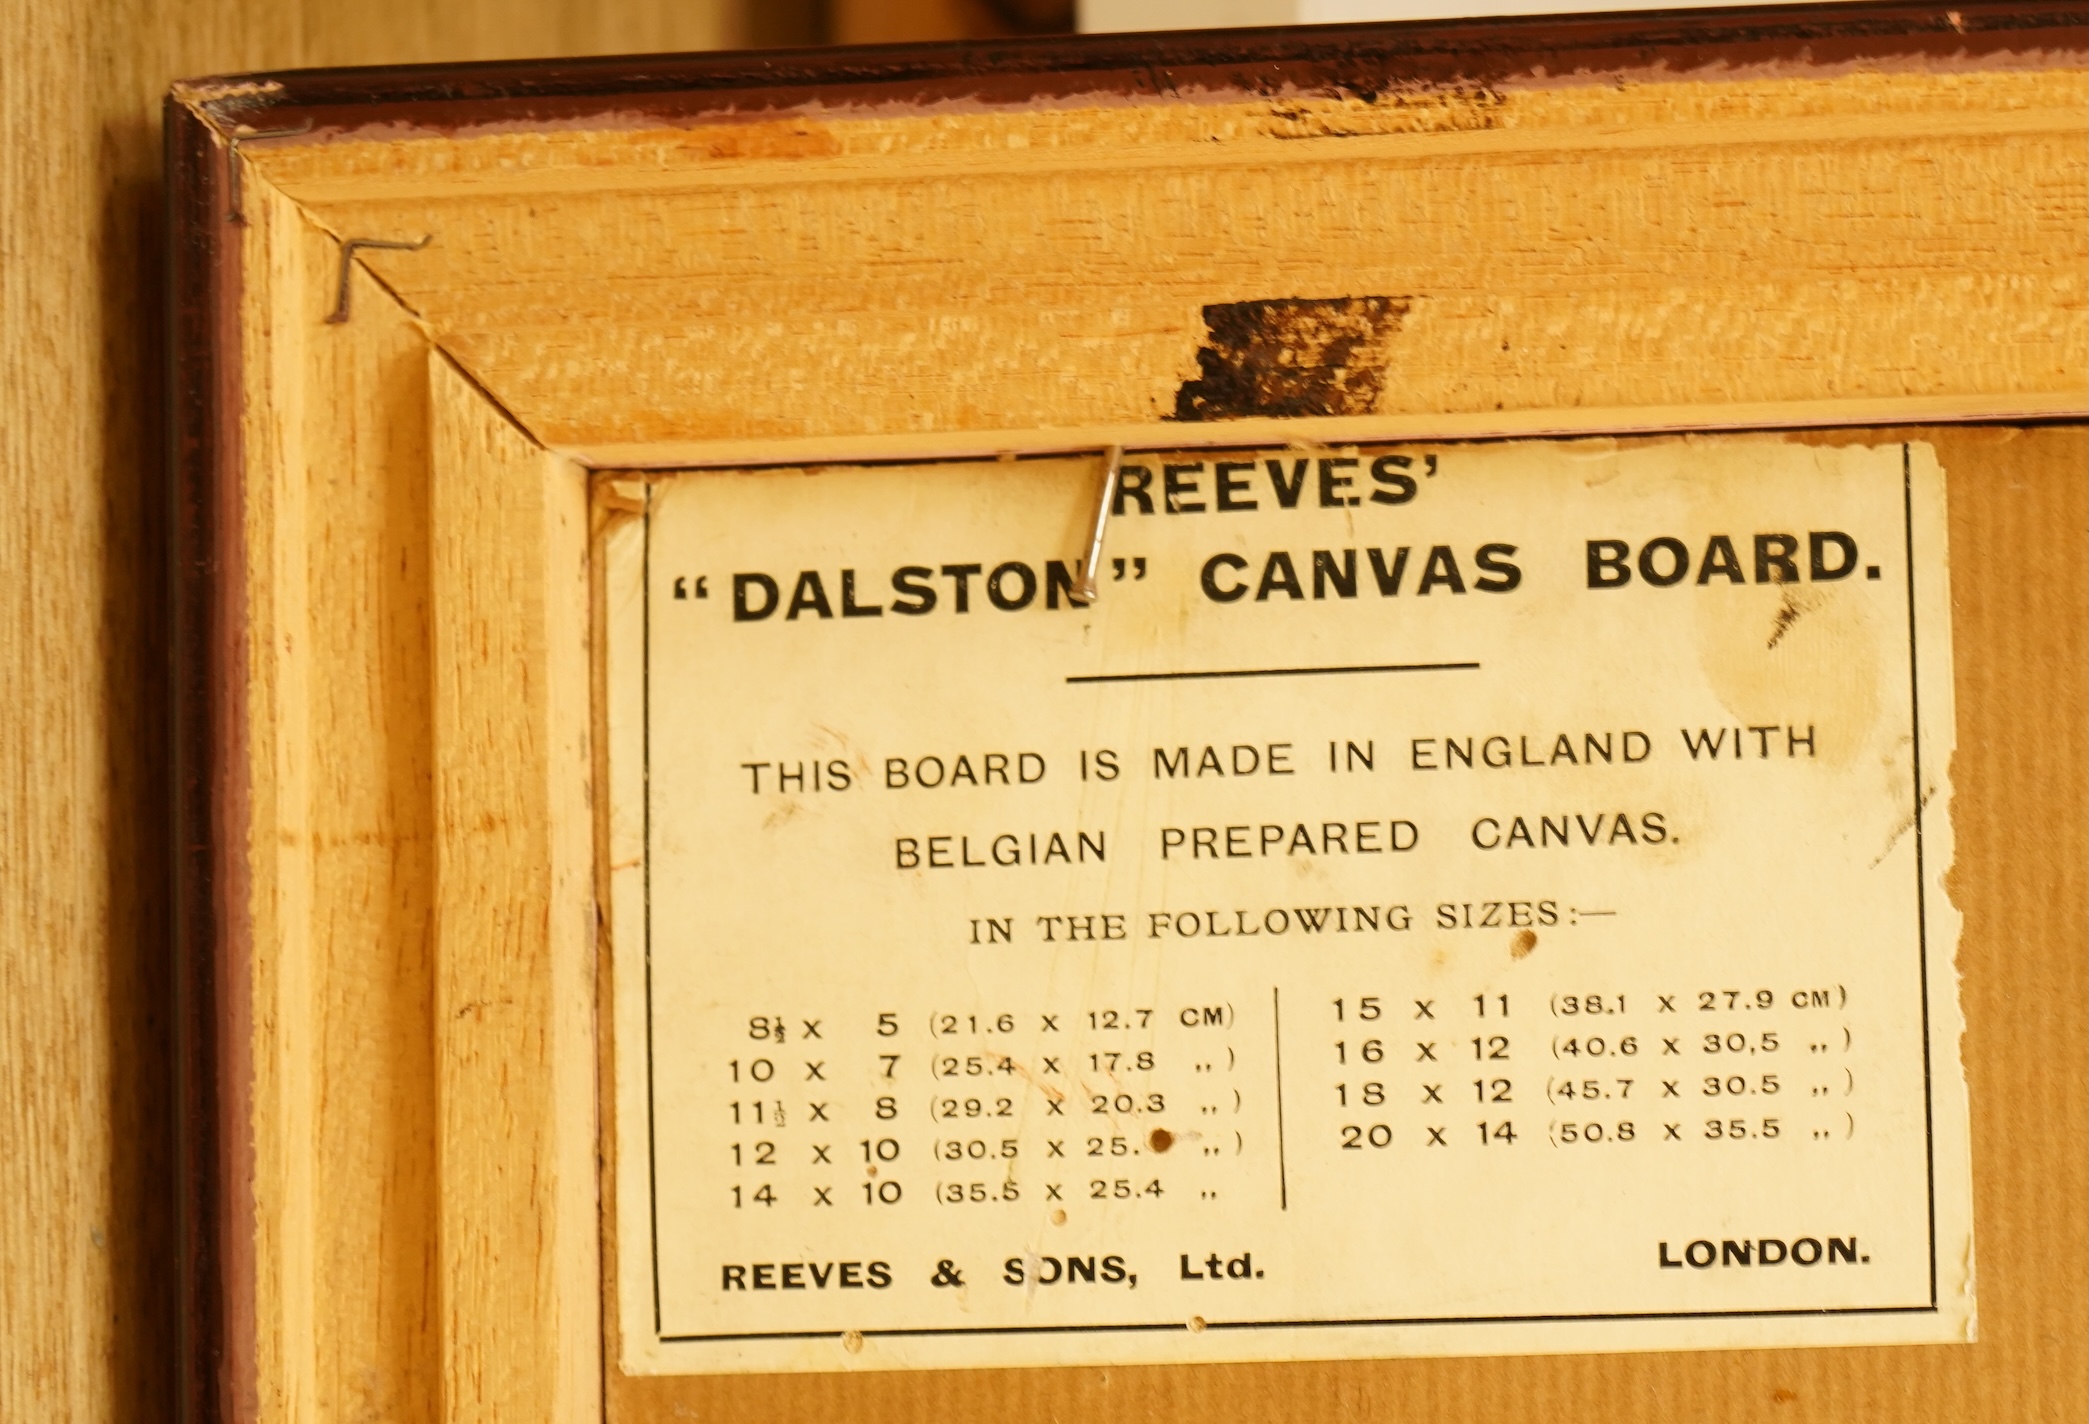 REEVES'
“DALSTON” CANVAS BOARD.
THIS BOARD IS MADE IN ENGLAND WITH
BELGIAN PREPARED CANVAS.
IN THE FOLLOWING SIZES:—
8½ x 5 (21.6 x 12.7 CM)
10 x 7 (25.4 x 17.8 „ )
11½ x 8 (29.2 x 20.3 „ )
12 x 10 (30.5 x 25. „ )
14 x 10 (35.5 x 25.4 „
15 x 11 (38.1 x 27.9 CM)
16 x 12 (40.6 x 30,5 „ )
18 x 12 (45.7 x 30.5 „ )
20 x 14 (50.8 x 35.5 „ )
REEVES & SONS, Ltd. LONDON.